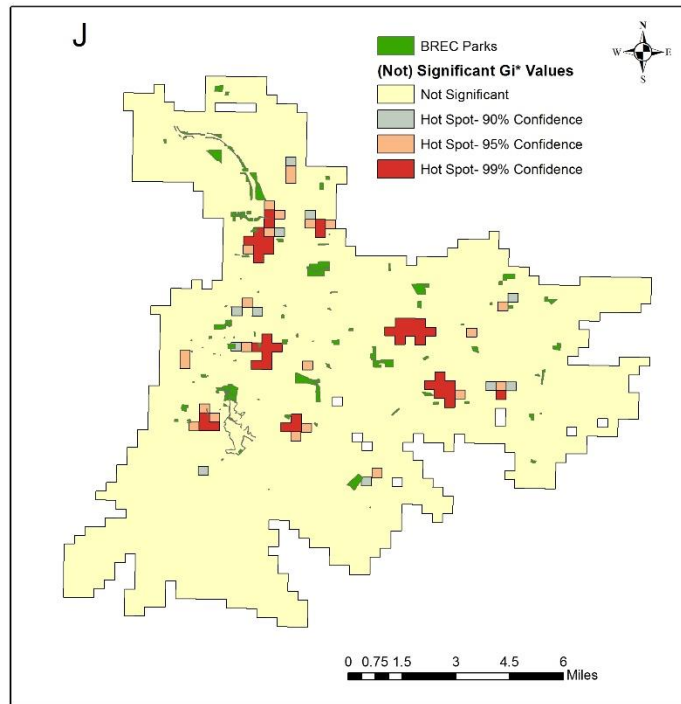 J
BREC Parks
(Not) Significant Gi* Values
Not Significant
Hot Spot- 90% Confidence
Hot Spot- 95% Confidence
Hot Spot- 99% Confidence
N
W E
S
0 0.75 1.5 3 4.5 6
Miles